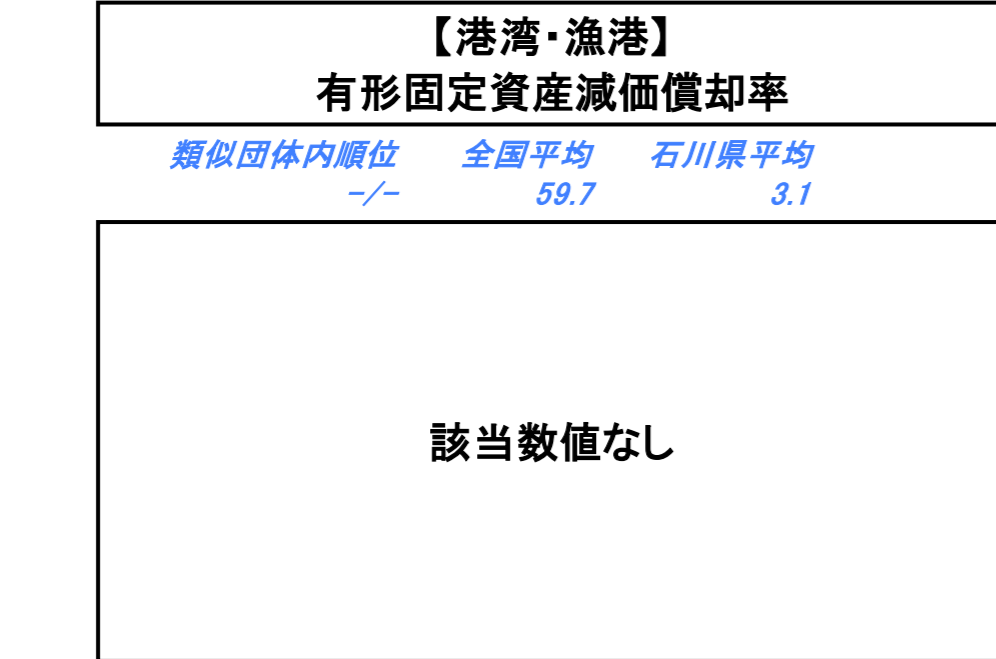 【港湾・漁港】
有形固定資産減価償却率
類似団体内順位 全国平均 石川県平均
-/- 59.7 3.1
該当数値なし